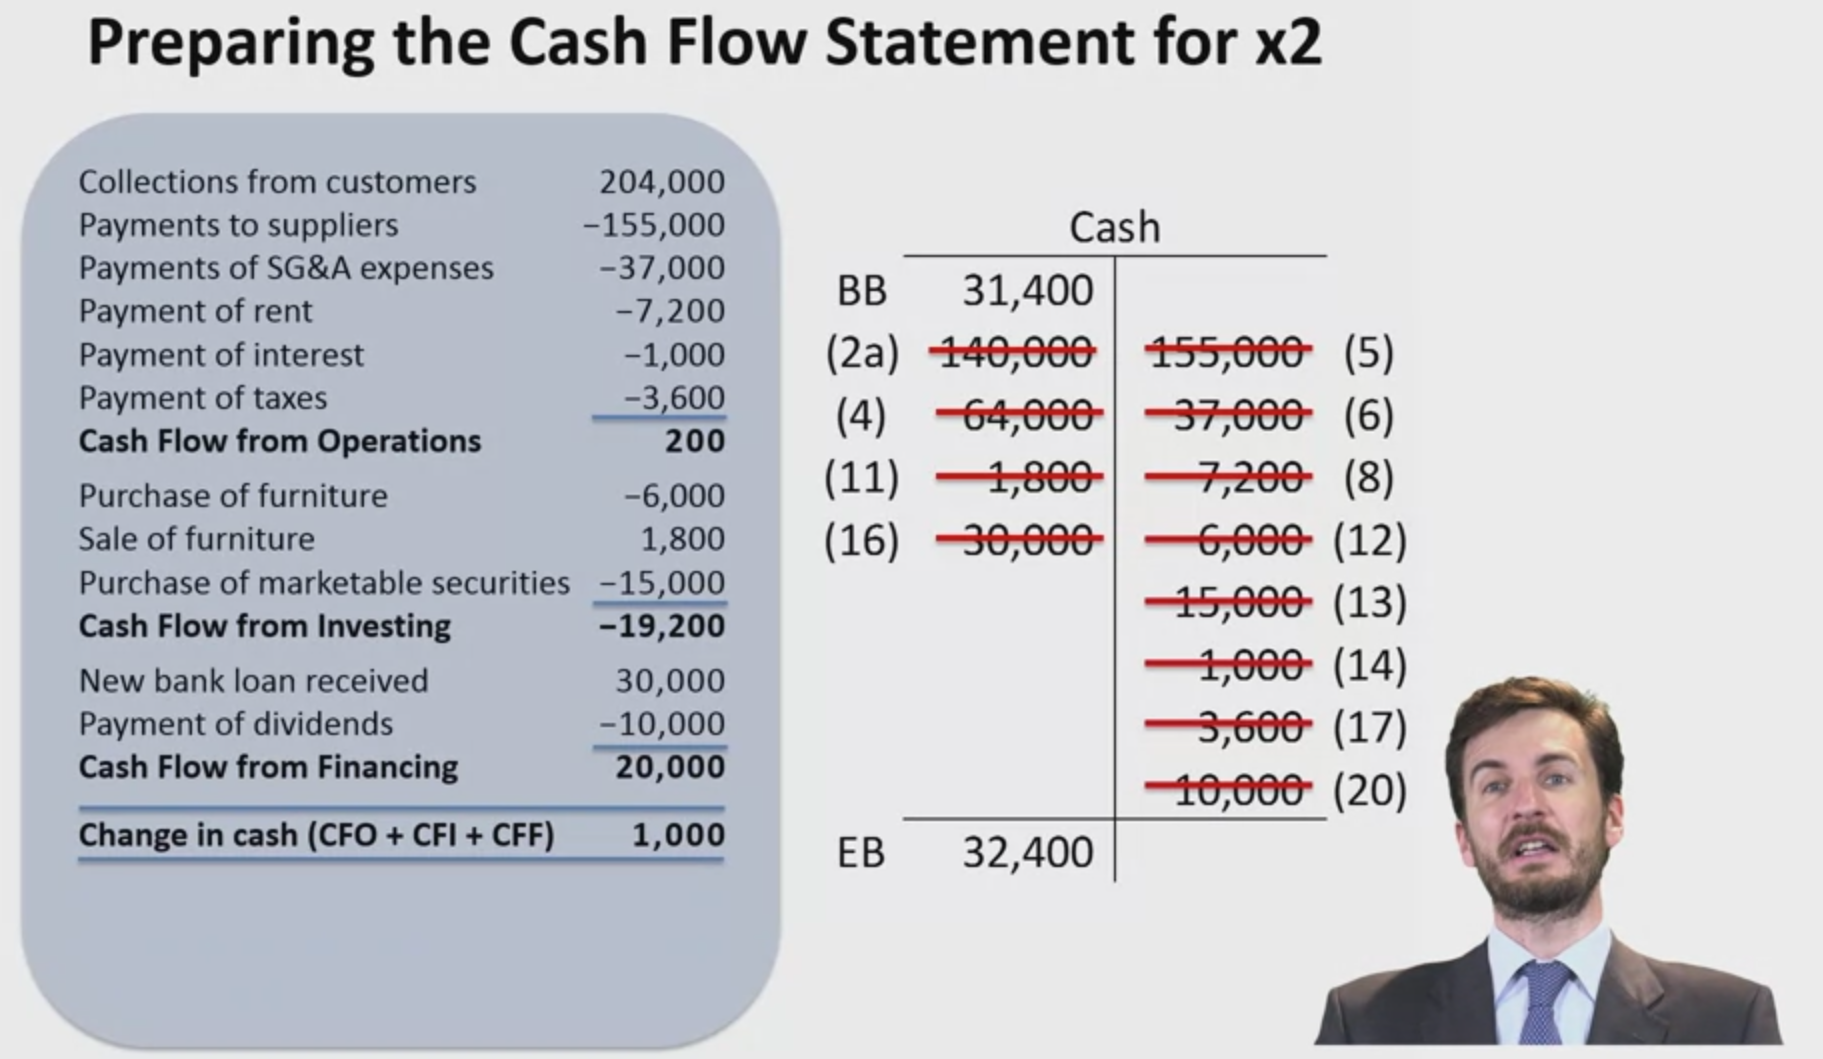 Preparing the Cash Flow Statement for x2
Collections from customers 204,000
Payments to suppliers −155,000
Payments of SG&A expenses −37,000
Payment of rent −7,200
Payment of interest −1,000
Payment of taxes −3,600
Cash Flow from Operations 200
Purchase of furniture −6,000
Sale of furniture 1,800
Purchase of marketable securities −15,000
Cash Flow from Investing −19,200
New bank loan received 30,000
Payment of dividends −10,000
Cash Flow from Financing 20,000
Change in cash (CFO + CFI + CFF) 1,000
Cash
BB 31,400
(2a) 140,000 155,000 (5)
(4) 64,000 37,000 (6)
(11) 1,800 7,200 (8)
(16) 30,000 6,000 (12)
15,000 (13)
1,000 (14)
3,600 (17)
10,000 (20)
EB 32,400